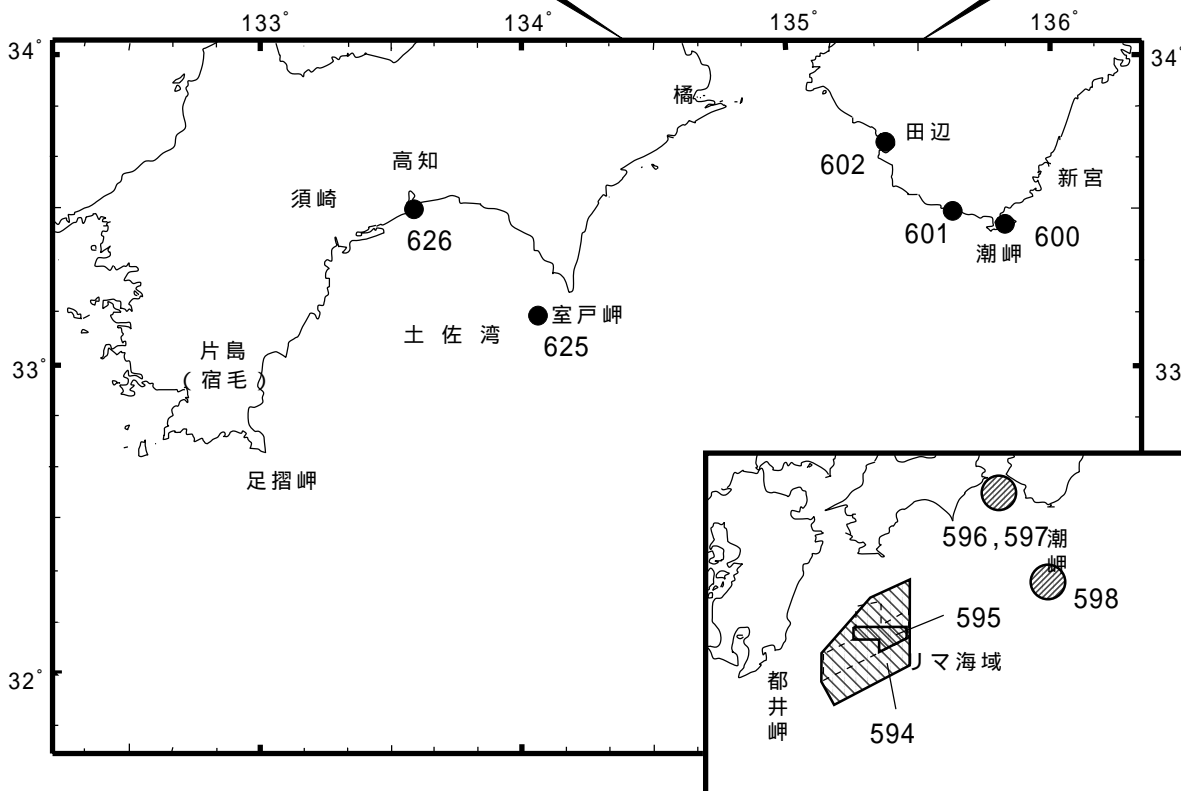 133°
134°
135°
136°
34°
34°
橘
田辺
602
高知
新宮
須崎
626
601
600
潮岬
室戸岬
土佐湾
625
片島
(宿毛)
33°
33
足摺岬
596,597
潮岬
598
595
リマ海域
32°
都井岬
594